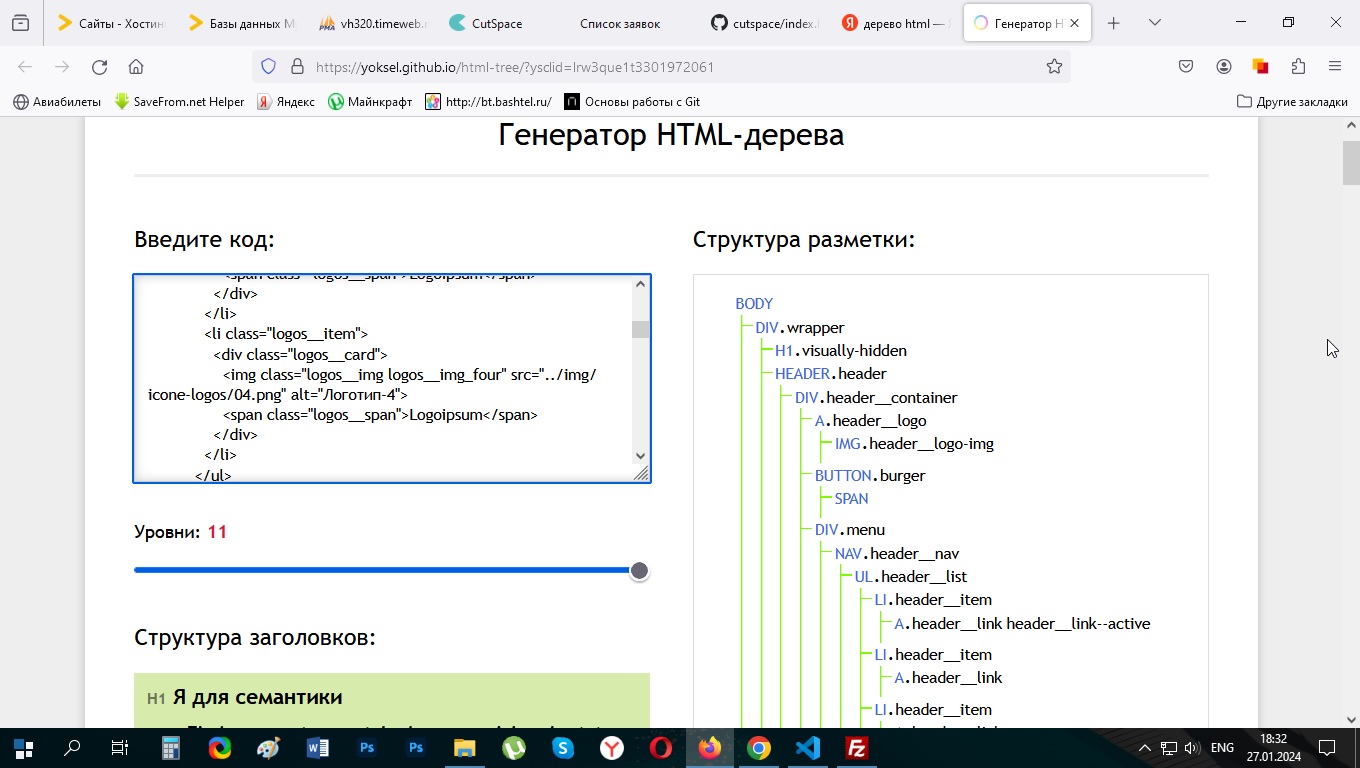 Сайты - Хостин
Базы данных My
vh320.timeweb.r
CutSpace
Список заявок
cutspace/index.h
дерево html — Я
Генератор H
https://yoksel.github.io/html-tree/?ysclid=lrw3que1t3301972061
Авиабилеты
SaveFrom.net Helper
Яндекс
Майнкрафт
http://bt.bashtel.ru/
Основы работы с Git
Другие закладки
Генератор HTML-дерева
Введите код:
<span class="logos__span">Logoipsum</span>
</div>
</li>
<li class="logos__item">
<div class="logos__card">
<img class="logos__img logos__img_four" src="../img/
icone-logos/04.png" alt="Логотип-4">
<span class="logos__span">Logoipsum</span>
</div>
</li>
</ul>
Уровни: 11
Структура заголовков:
H1 Я для семантики
Структура разметки:
BODY
DIV.wrapper
H1.visually-hidden
HEADER.header
DIV.header__container
A.header__logo
IMG.header__logo-img
BUTTON.burger
SPAN
DIV.menu
NAV.header__nav
UL.header__list
LI.header__item
A.header__link header__link--active
LI.header__item
A.header__link
LI.header__item
ENG
18:32
27.01.2024